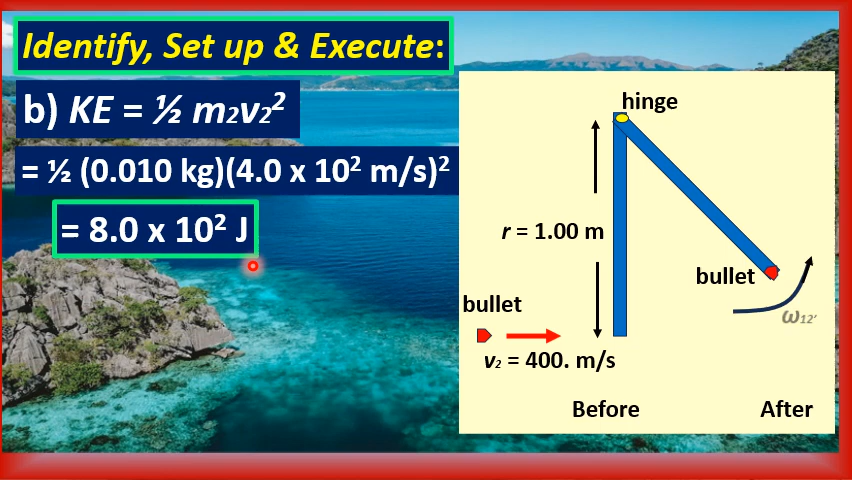 Identify, Set up & Execute:
b) KE = ½ m₂v₂²
= ½ (0.010 kg)(4.0 x 10² m/s)²
= 8.0 x 10² J
hinge
r = 1.00 m
bullet
bullet
ω₁₂'
v₂ = 400. m/s
Before
After